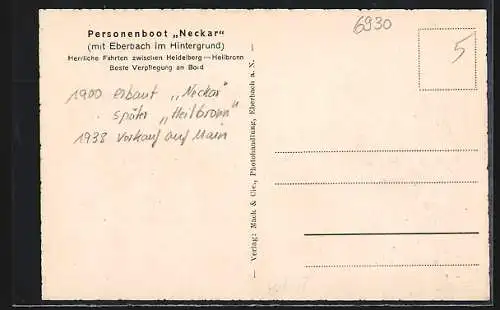 Personenboot „Neckar“
(mit Eberbach im Hintergrund)
Herrliche Fahrten zwischen Heidelberg — Heilbronn
Beste Verpflegung an Bord
1900 erbaut „Neckar“
später „Heilbronn“
1938 Verkauf auf Main
— Verlag: Mack & Cie., Photohandlung, Eberbach a. N. —
6930
5